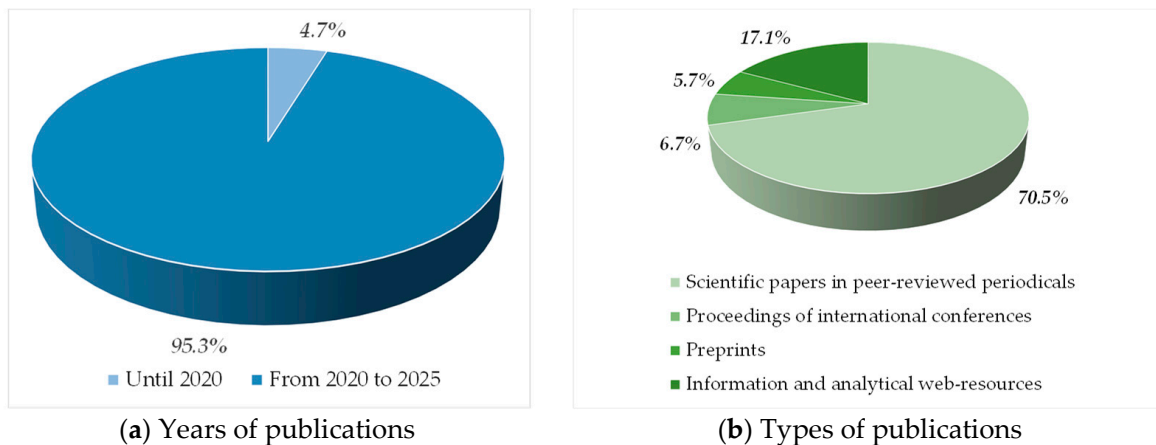 4.7%
95.3%
Until 2020 From 2020 to 2025
(a) Years of publications
17.1%
5.7%
6.7%
70.5%
Scientific papers in peer-reviewed periodicals
Proceedings of international conferences
Preprints
Information and analytical web-resources
(b) Types of publications